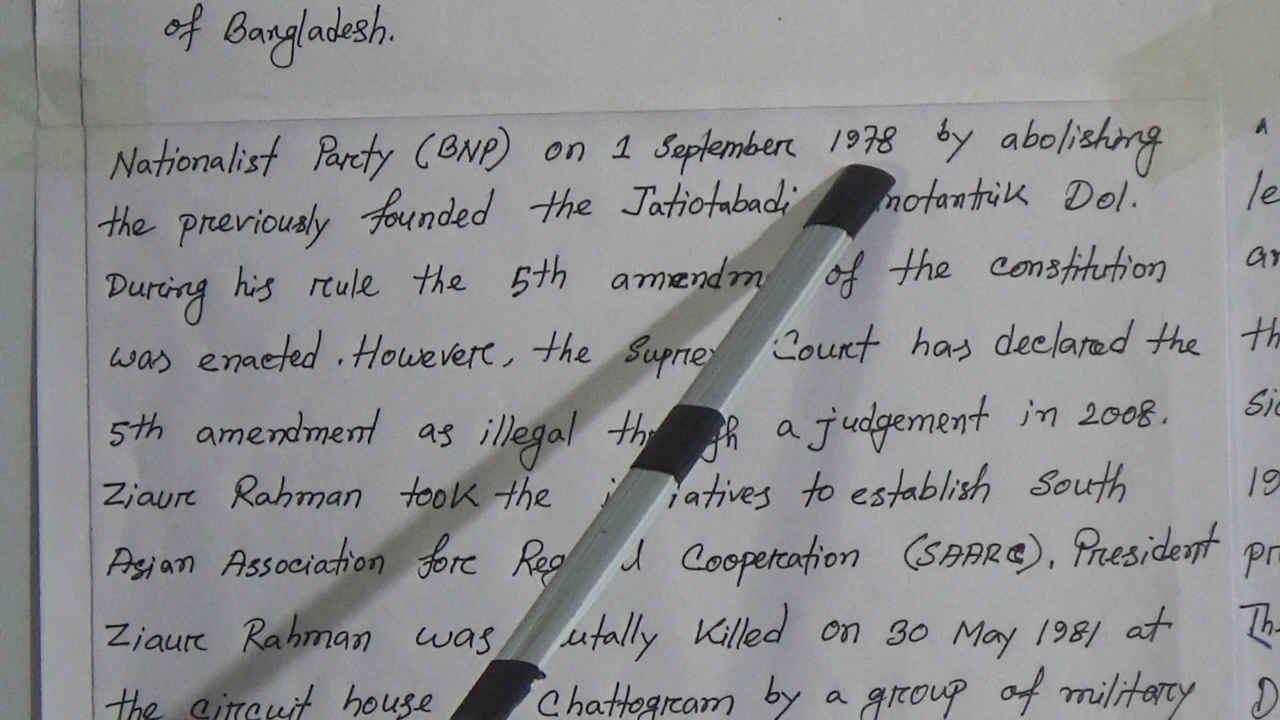 of Bangladesh.
Nationalist Party (BNP) on 1 September 1978 by abolishing
the previously founded the Jatiotabadi Dol.
During his rule the 5th of the constitution
was enacted. However, the Court has declared the
5th amendment as illegal a judgement in 2008.
Ziaur Rahman took the to establish South
Asian Association for Cooperation (SAARC). President
Ziaur Rahman was Killed on 30 May 1981 at
the circuit house Chattogram by a group of military